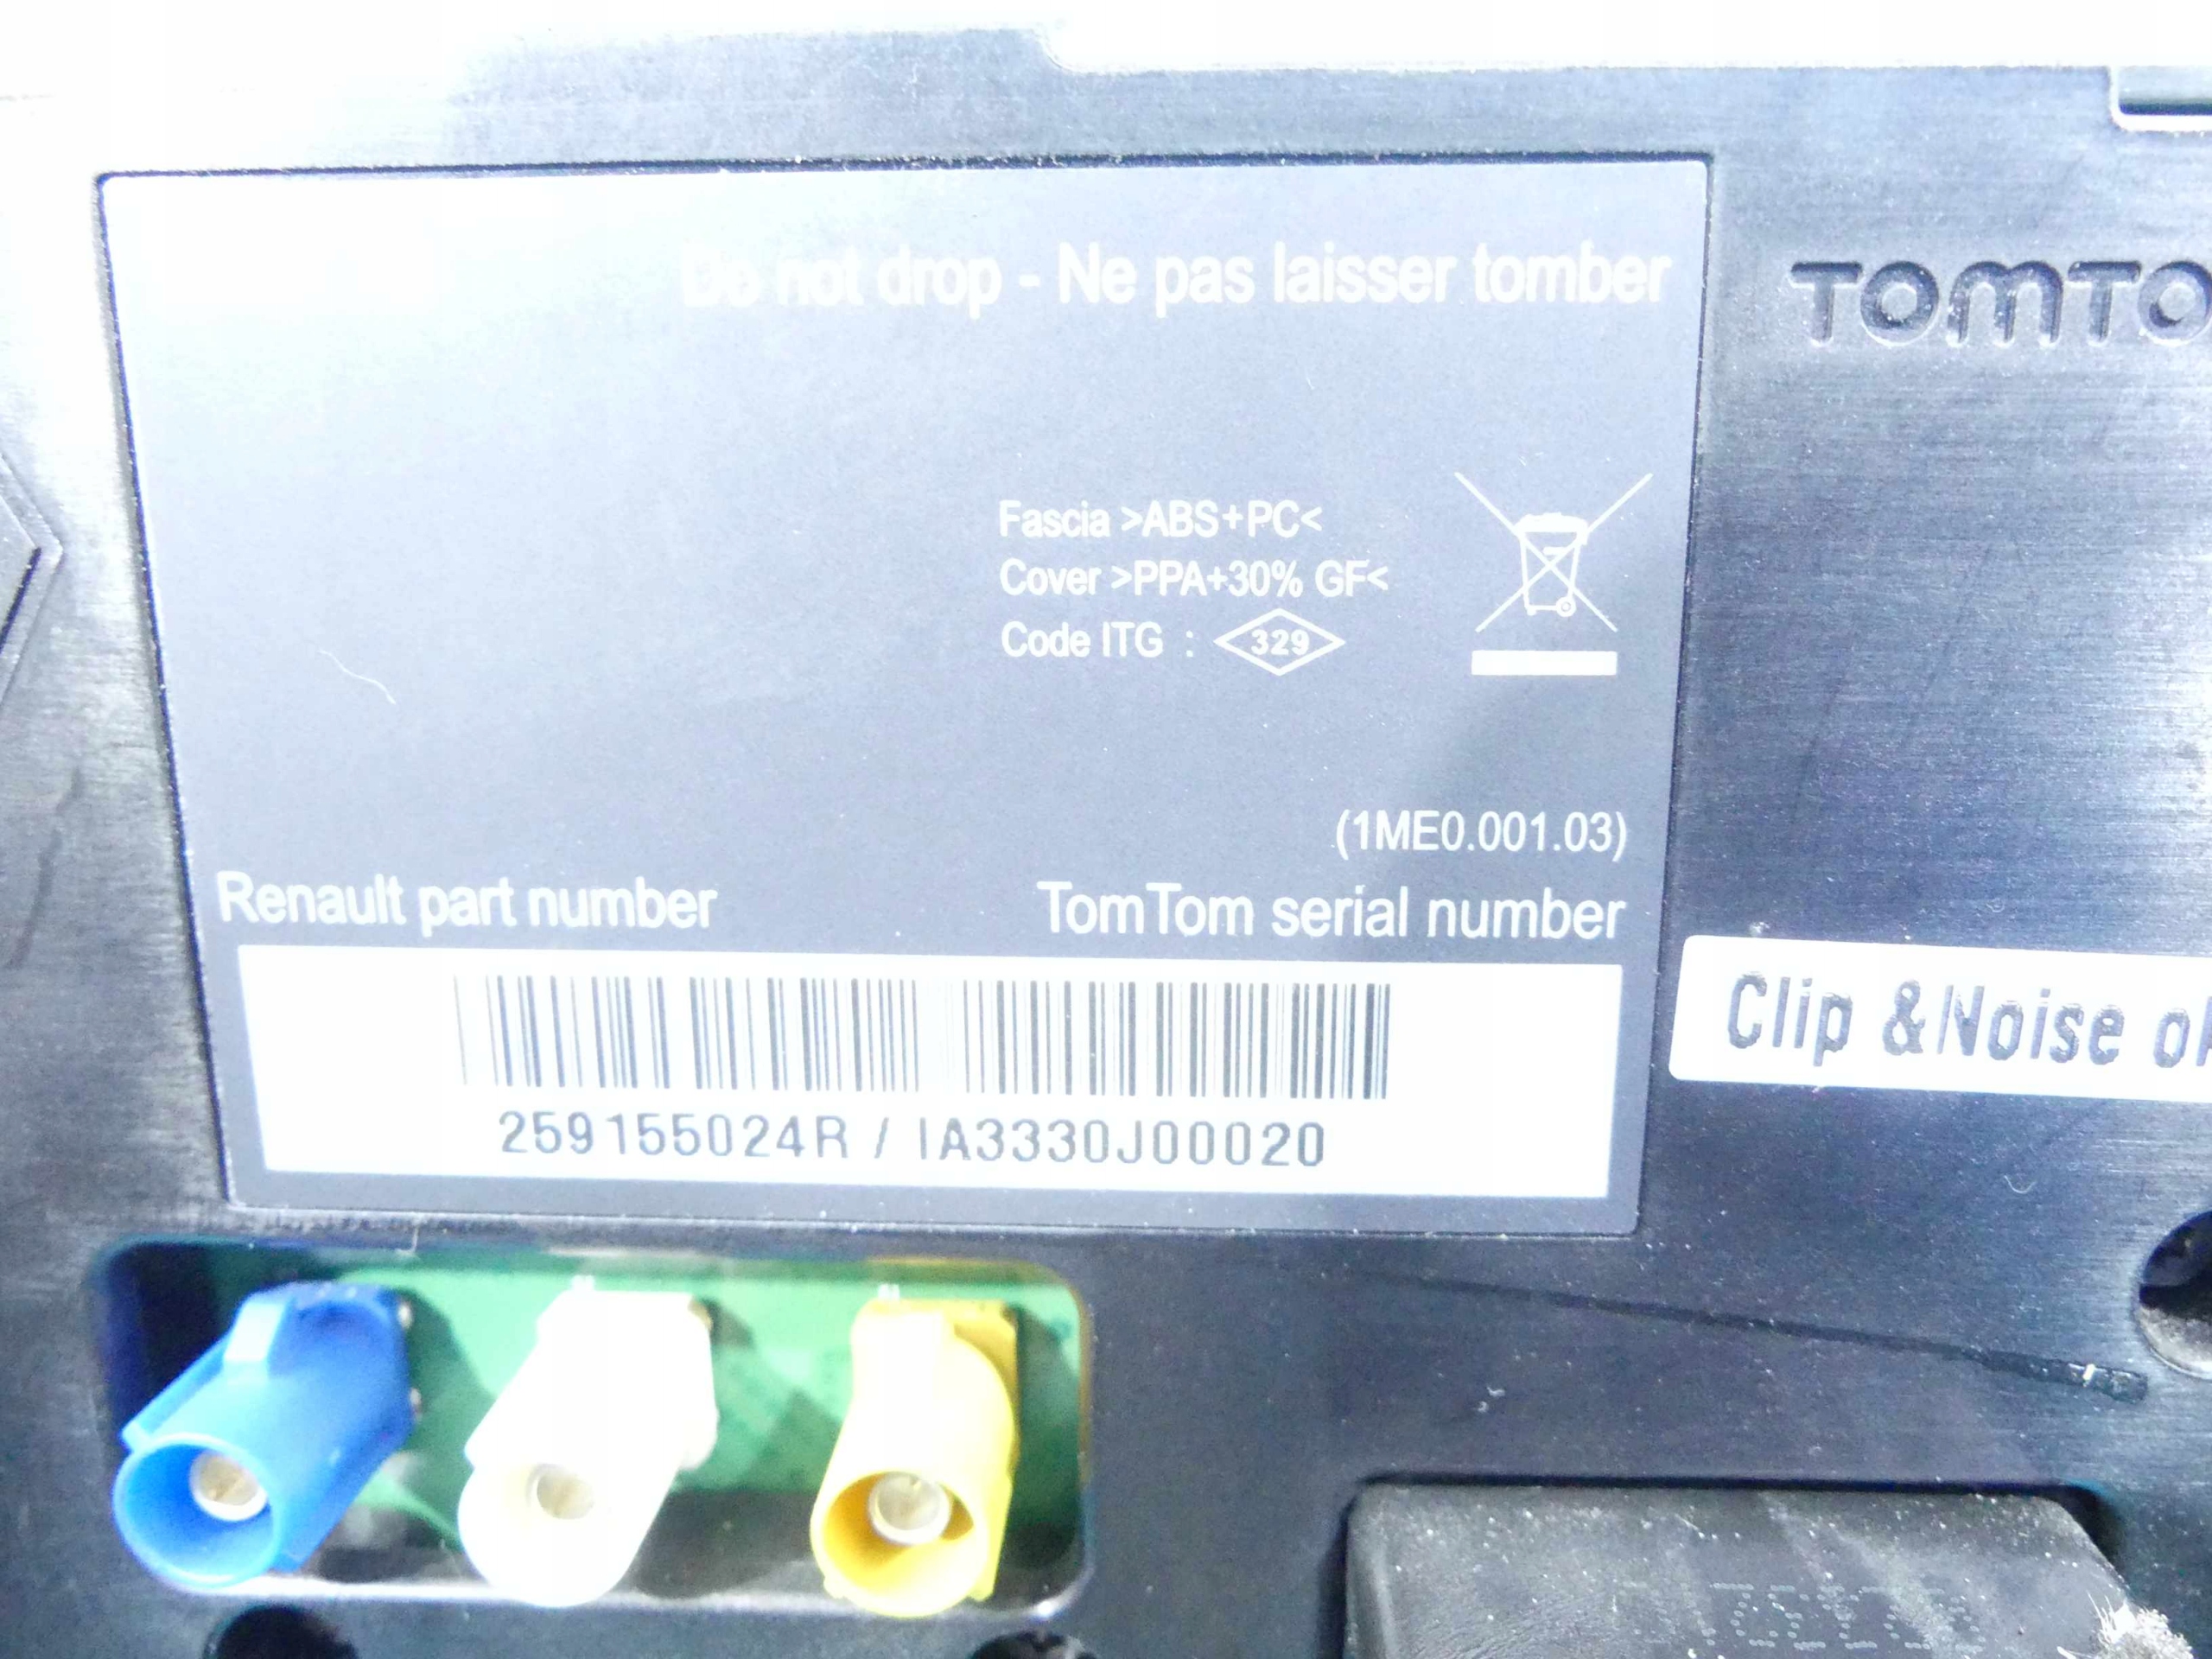 Do not drop - Ne pas laisser tomber
TOMTO
Fascia >ABS+PC<
Cover >PPA+30% GF<
Code ITG : 329
(1ME0.001.03)
Renault part number
TomTom serial number
Clip &Noise ok
259155024R / IA3330J00020